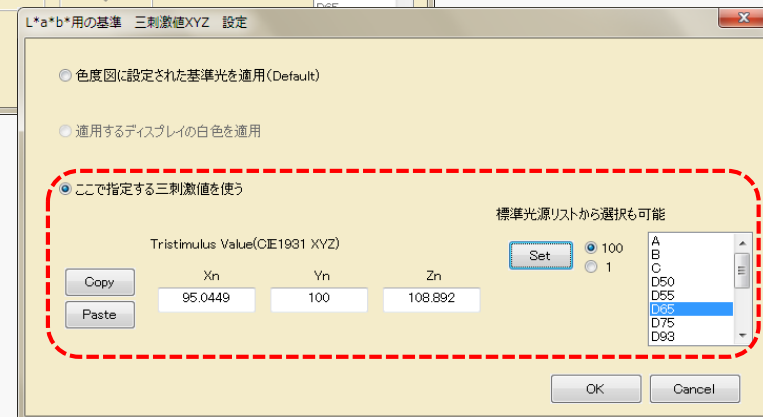 D65
L*a*b*用の基準 三刺激値XYZ 設定
色度図に設定された基準光を適用(Default)
適用するディスプレイの白色を適用
ここで指定する三刺激値を使う
標準光源リストから選択も可能
Tristimulus Value(CIE1931 XYZ)
Set
100
1
A
B
C
D50
D55
D65
D75
D93
Copy
Paste
Xn
Yn
Zn
95.0449
100
108.892
OK
Cancel